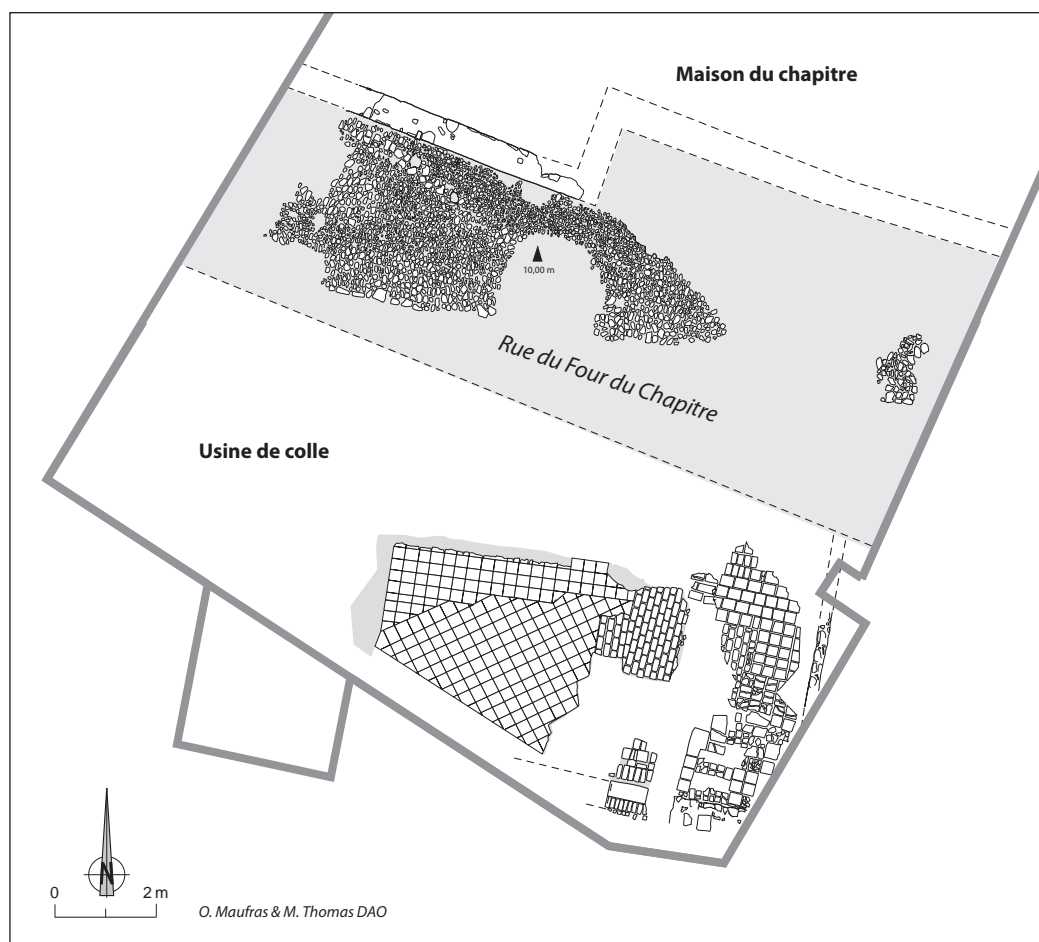 Maison du chapitre
10,00 m
Rue du Four du Chapitre
Usine de colle
N
0 2 m
O. Maufras & M. Thomas DAO